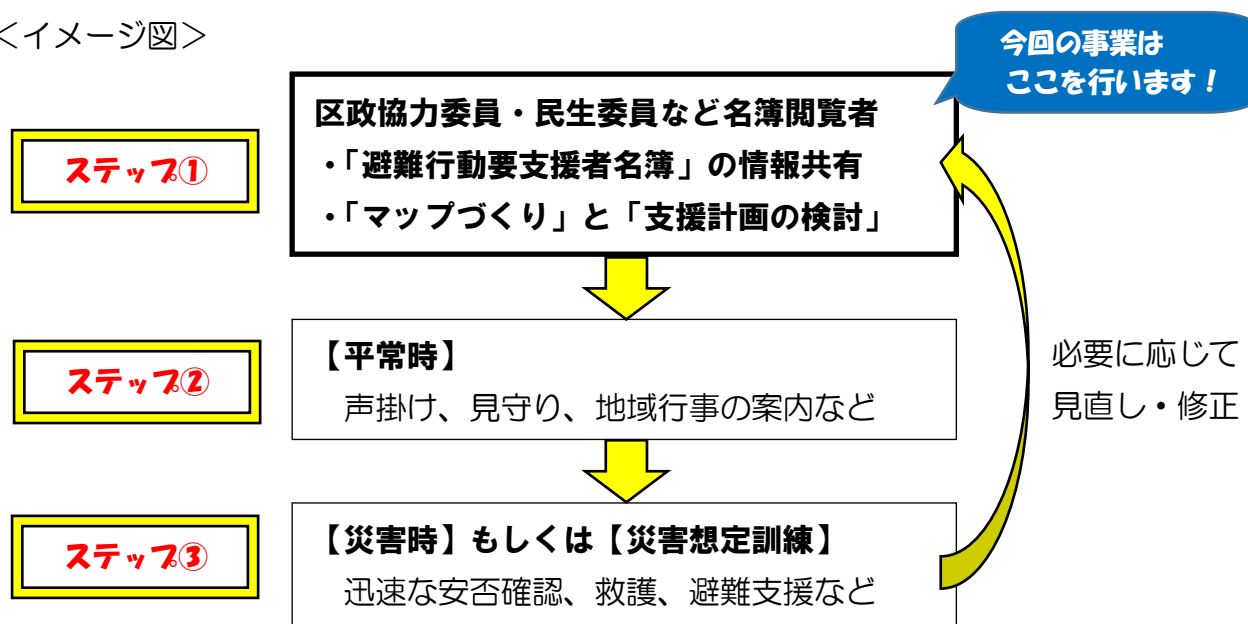 <イメージ図>
今回の事業は
ここを行います!
ステップ①
区政協力委員・民生委員など名簿閲覧者
・「避難行動要支援者名簿」の情報共有
・「マップづくり」と「支援計画の検討」
ステップ②
【平常時】
声掛け、見守り、地域行事の案内など
必要に応じて
見直し・修正
ステップ③
【災害時】もしくは【災害想定訓練】
迅速な安否確認、救護、避難支援など